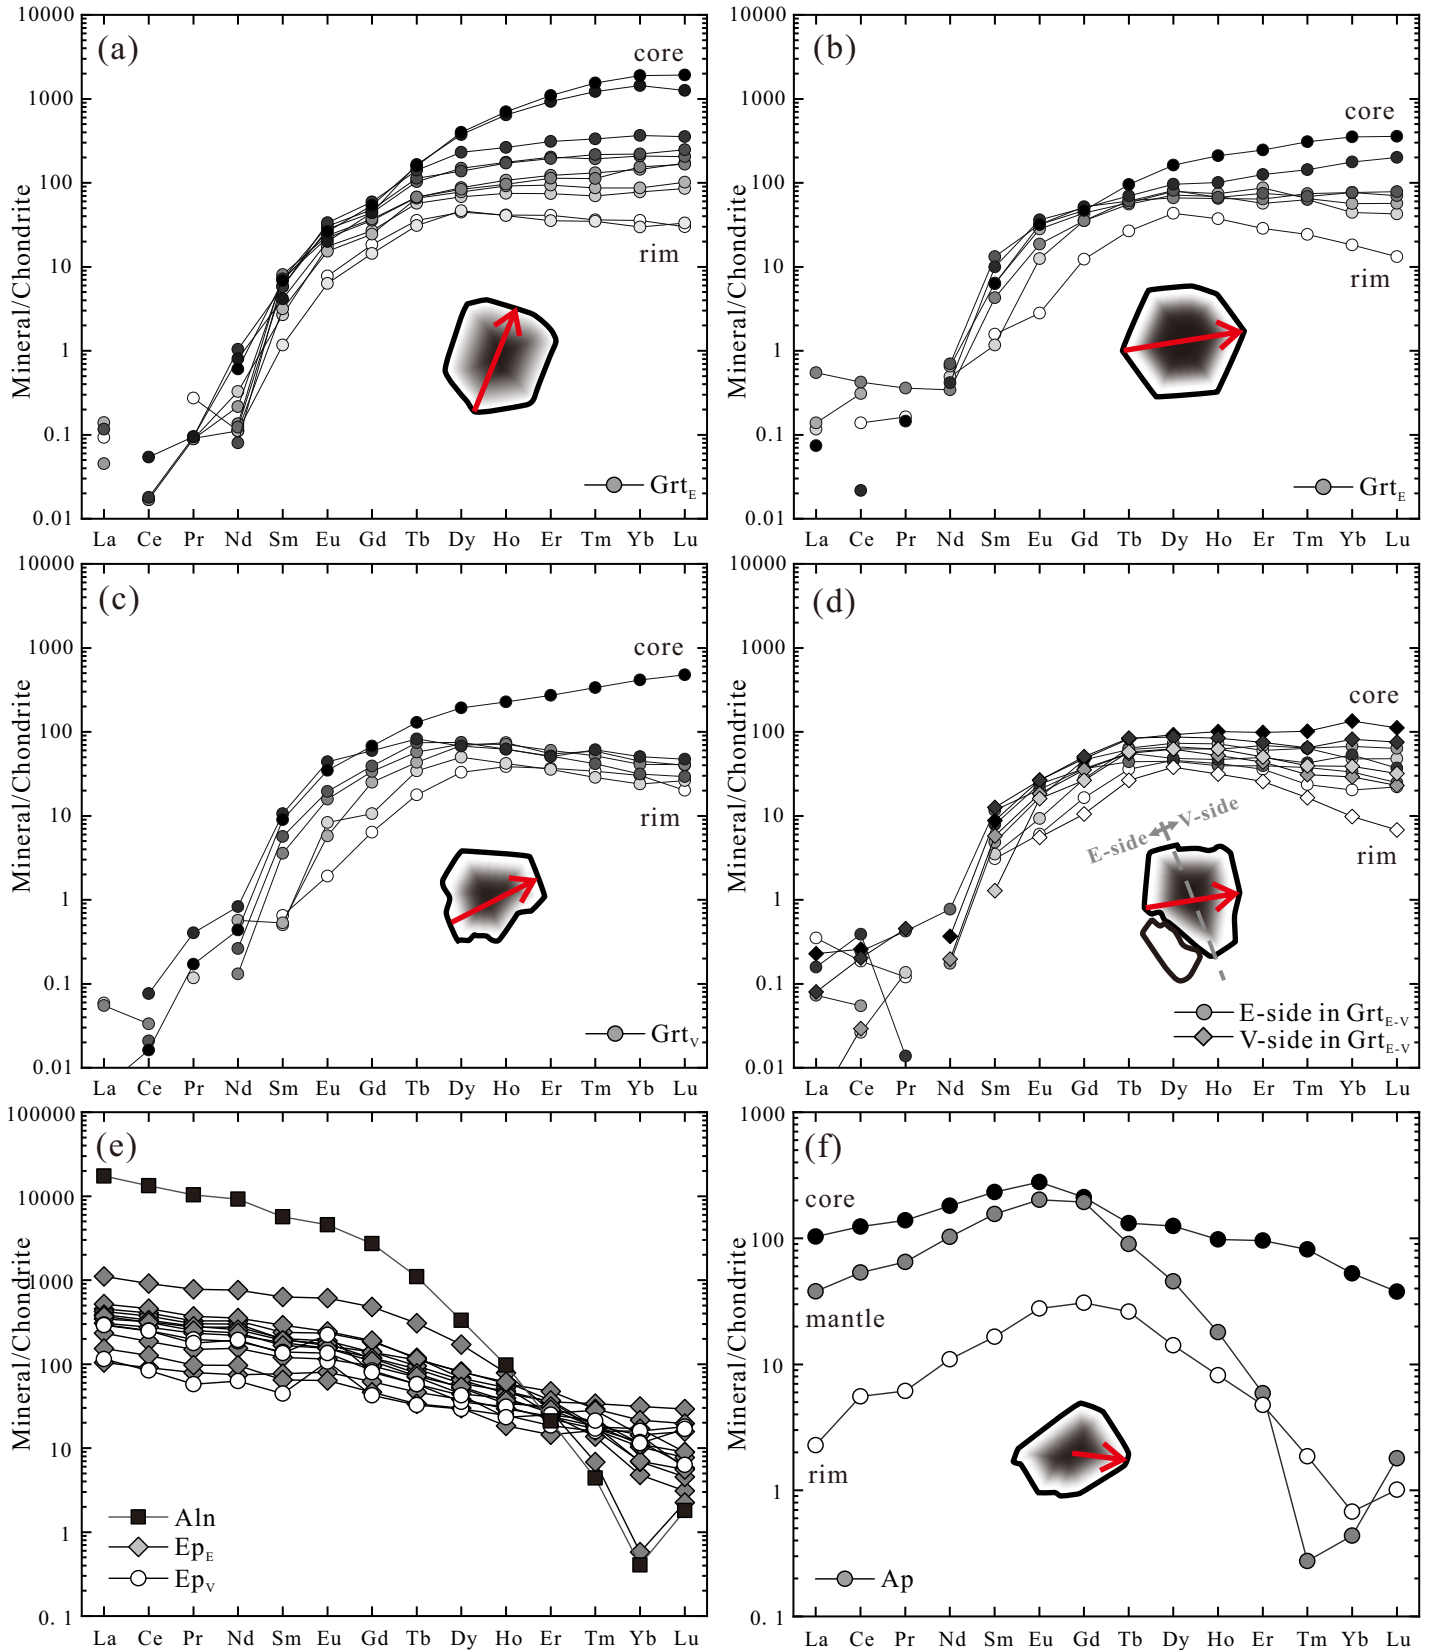 (a)
10000
1000
100
10
1
0.1
0.01
Mineral/Chondrite
core
rim
Grt_E
La Ce Pr Nd Sm Eu Gd Tb Dy Ho Er Tm Yb Lu
(b)
10000
1000
100
10
1
0.1
0.01
Mineral/Chondrite
core
rim
Grt_E
La Ce Pr Nd Sm Eu Gd Tb Dy Ho Er Tm Yb Lu
(c)
10000
1000
100
10
1
0.1
0.01
Mineral/Chondrite
core
rim
Grt_V
La Ce Pr Nd Sm Eu Gd Tb Dy Ho Er Tm Yb Lu
(d)
10000
1000
100
10
1
0.1
0.01
Mineral/Chondrite
core
E-side V-side
rim
E-side in Grt_E-V
V-side in Grt_E-V
La Ce Pr Nd Sm Eu Gd Tb Dy Ho Er Tm Yb Lu
(e)
100000
10000
1000
100
10
1
0.1
Mineral/Chondrite
Aln
Ep_E
Ep_V
La Ce Pr Nd Sm Eu Gd Tb Dy Ho Er Tm Yb Lu
(f)
1000
100
10
1
0.1
Mineral/Chondrite
core
mantle
rim
Ap
La Ce Pr Nd Sm Eu Gd Tb Dy Ho Er Tm Yb Lu